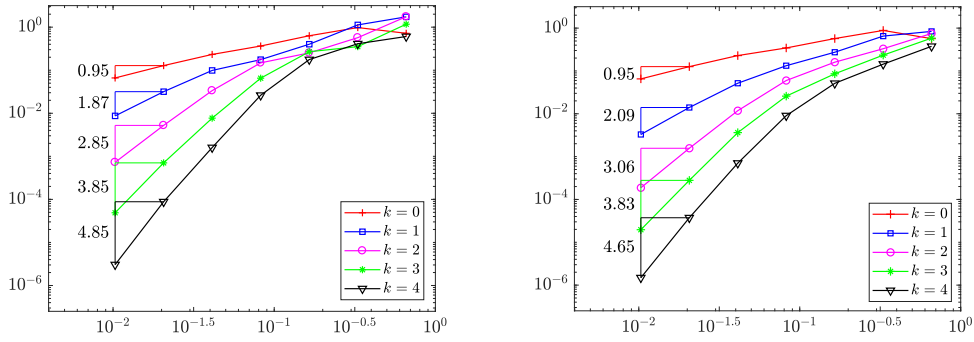 10^0
10^-2
10^-4
10^-6
0.95
1.87
2.85
3.85
4.85
k = 0
k = 1
k = 2
k = 3
k = 4
10^-2
10^-1.5
10^-1
10^-0.5
10^0
10^0
10^-2
10^-4
10^-6
0.95
2.09
3.06
3.83
4.65
k = 0
k = 1
k = 2
k = 3
k = 4
10^-2
10^-1.5
10^-1
10^-0.5
10^0